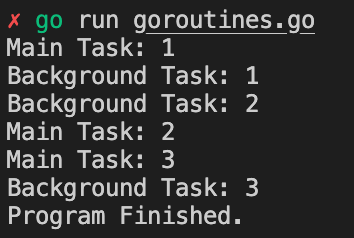 ✗ go run goroutines.go
Main Task: 1
Background Task: 1
Background Task: 2
Main Task: 2
Main Task: 3
Background Task: 3
Program Finished.